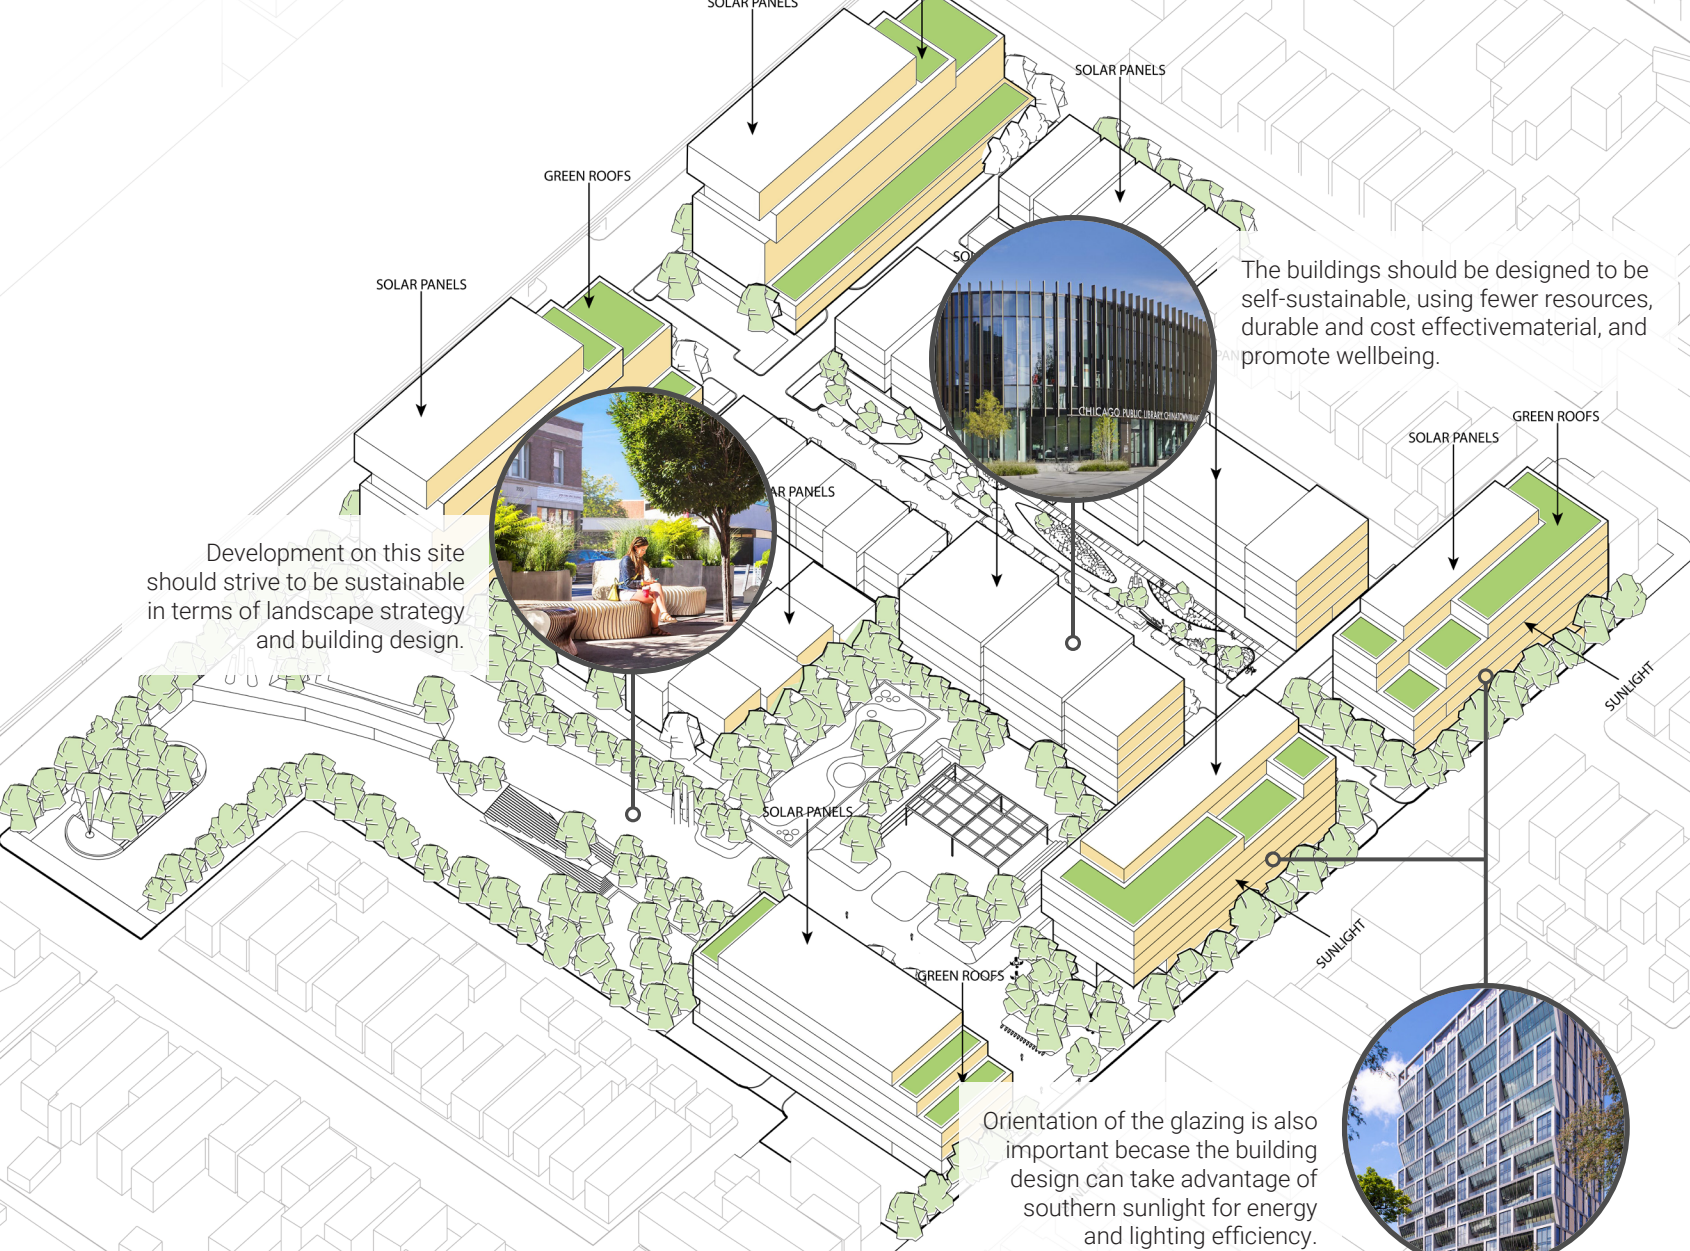 SOLAR PANELS
SOLAR PANELS
GREEN ROOFS
SOLAR PANELS
The buildings should be designed to be
self-sustainable, using fewer resources,
durable and cost effectivematerial, and
promote wellbeing.
CHICAGO PUBLIC LIBRARY, CHINATOWN
GREEN ROOFS
SOLAR PANELS
AR PANELS
Development on this site
should strive to be sustainable
in terms of landscape strategy
and building design.
SUNLIGHT
SOLAR PANELS
SUNLIGHT
GREEN ROOFS
Orientation of the glazing is also
important becase the building
design can take advantage of
southern sunlight for energy
and lighting efficiency.